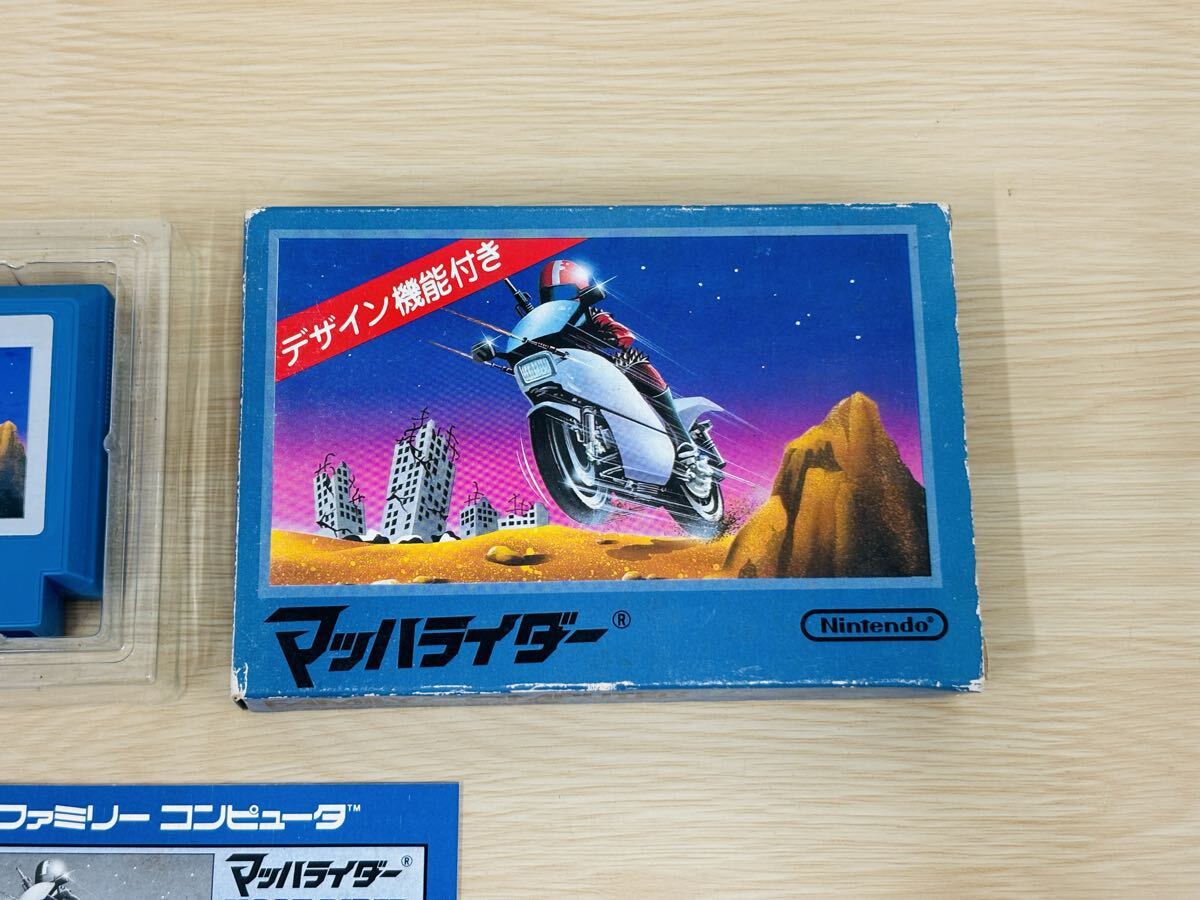 デザイン機能付き
マッハライダー®
Nintendo®
ファミリー コンピュータ™
マッハライダー®